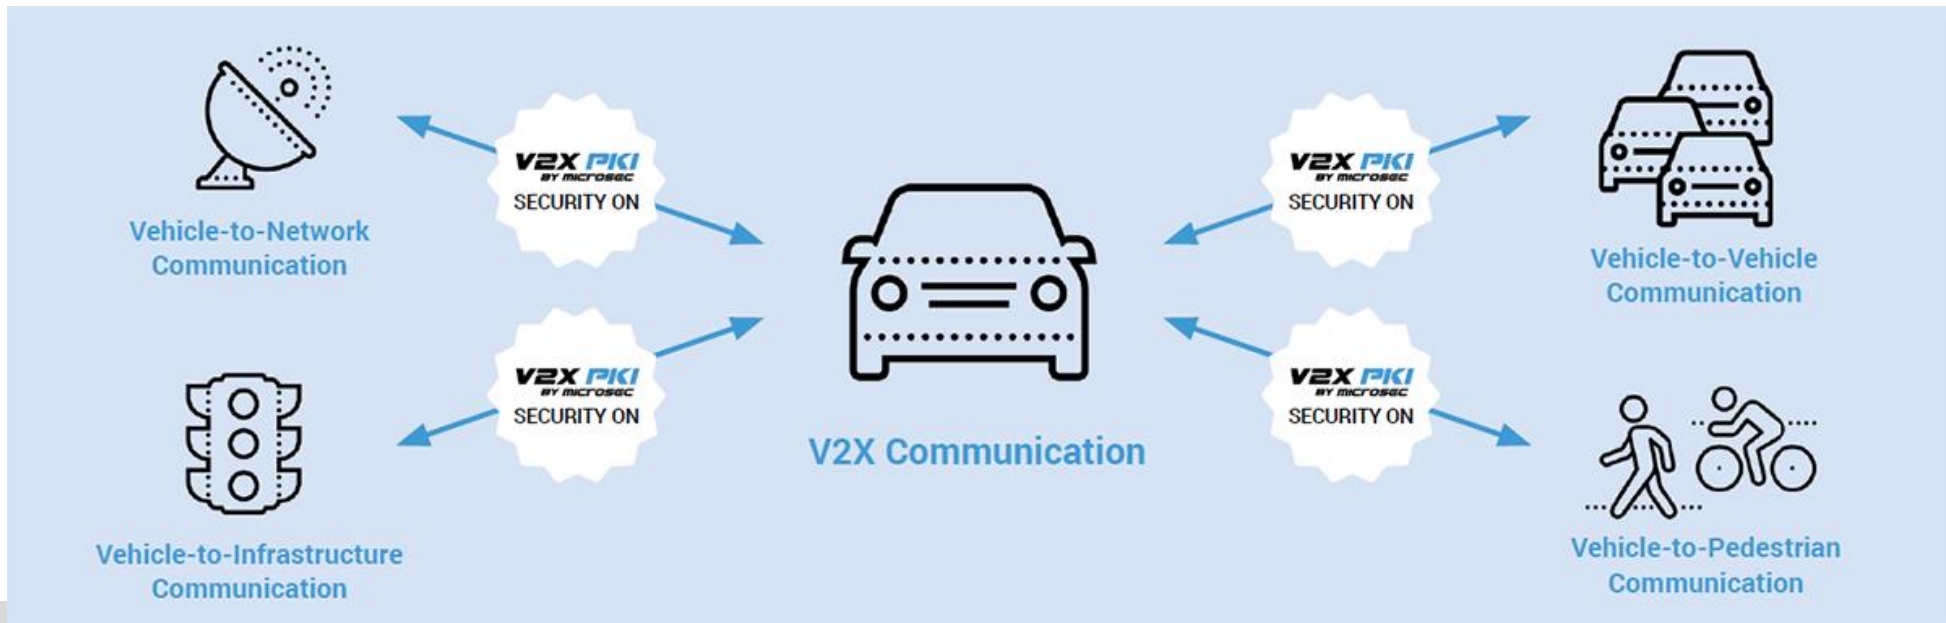 V2X PKI
BY MICROSEC
SECURITY ON
Vehicle-to-Network
Communication
V2X PKI
BY MICROSEC
SECURITY ON
Vehicle-to-Infrastructure
Communication
V2X Communication
V2X PKI
BY MICROSEC
SECURITY ON
Vehicle-to-Vehicle
Communication
V2X PKI
BY MICROSEC
SECURITY ON
Vehicle-to-Pedestrian
Communication